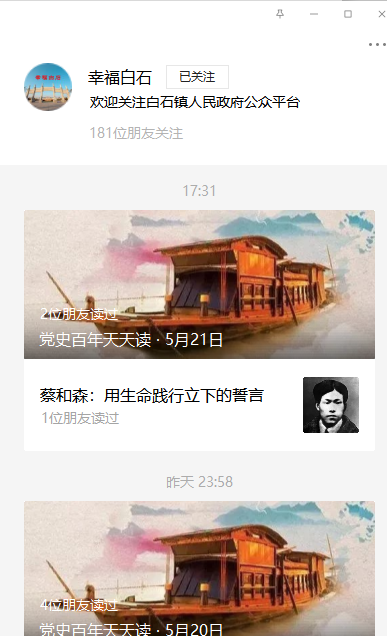 幸福白石
已关注
欢迎关注白石镇人民政府公众平台
181位朋友关注
17:31
2位朋友读过
党史百年天天读 · 5月21日
蔡和森：用生命践行立下的誓言
1位朋友读过
昨天 23:58
4位朋友读过
党史百年天天读 · 5月20日